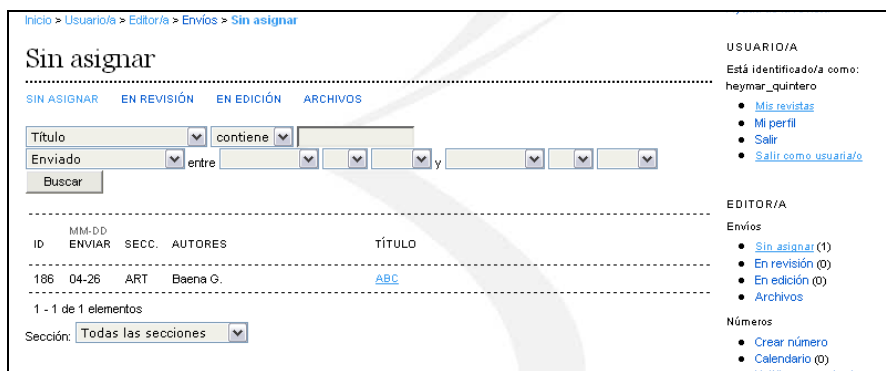 Inicio > Usuario/a > Editor/a > Envíos > Sin asignar
Sin asignar
SIN ASIGNAR EN REVISIÓN EN EDICIÓN ARCHIVOS
Título contiene
Enviado entre y
Buscar
MM-DD
ID ENVIAR SECC. AUTORES TÍTULO
186 04-26 ART Baena G. ABC
1 - 1 de 1 elementos
Sección: Todas las secciones
USUARIO/A
Está identificado/a como:
heymar_quintero
Mis revistas
Mi perfil
Salir
Salir como usuaria/o
EDITOR/A
Envíos
Sin asignar (1)
En revisión (0)
En edición (0)
Archivos
Números
Crear número
Calendario (0)